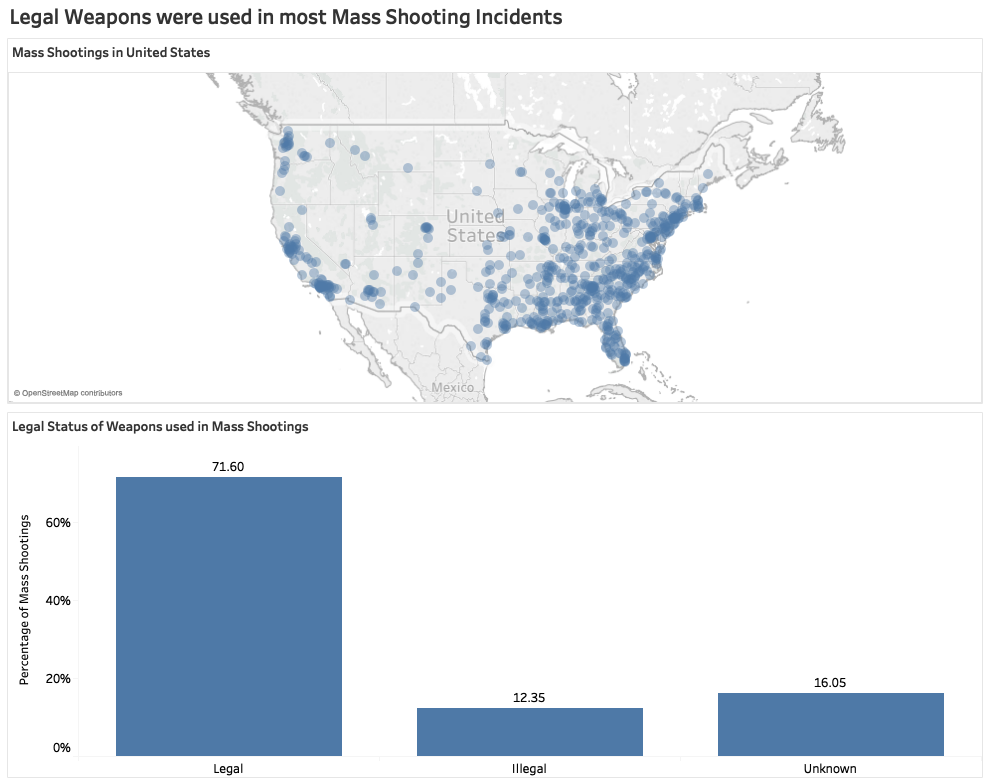 Legal Weapons were used in most Mass Shooting Incidents
Mass Shootings in United States
United
States
Mexico
© OpenStreetMap contributors
Legal Status of Weapons used in Mass Shootings
Percentage of Mass Shootings
60%
40%
20%
0%
71.60
12.35
16.05
Legal
Illegal
Unknown